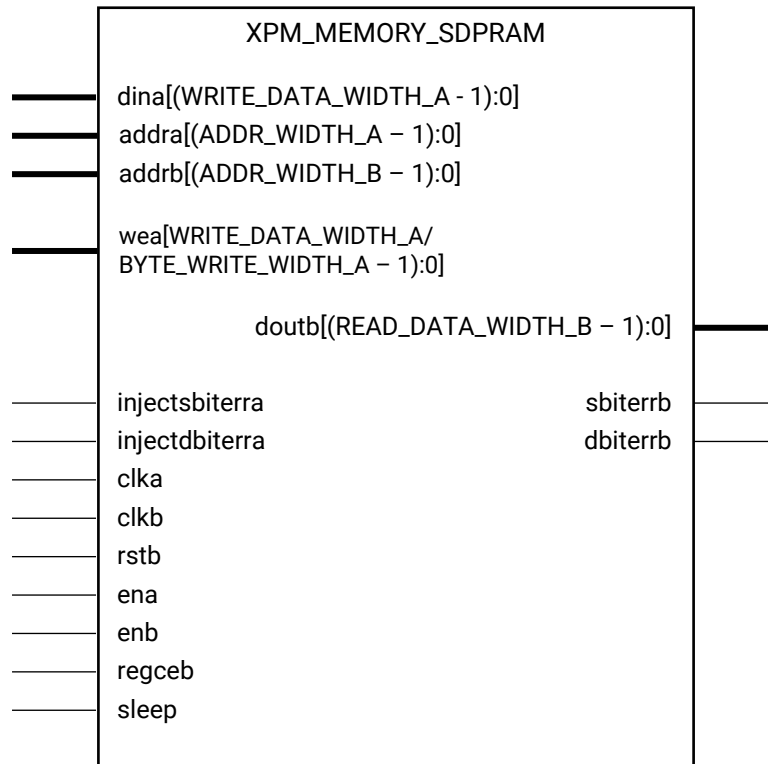 XPM_MEMORY_SDPRAM
dina[(WRITE_DATA_WIDTH_A - 1):0]
addra[(ADDR_WIDTH_A – 1):0]
addrb[(ADDR_WIDTH_B – 1):0]
wea[WRITE_DATA_WIDTH_A/
BYTE_WRITE_WIDTH_A – 1):0]
doutb[(READ_DATA_WIDTH_B – 1):0]
injectsbiterra sbiterrb
injectdbiterra dbiterrb
clka
clkb
rstb
ena
enb
regceb
sleep